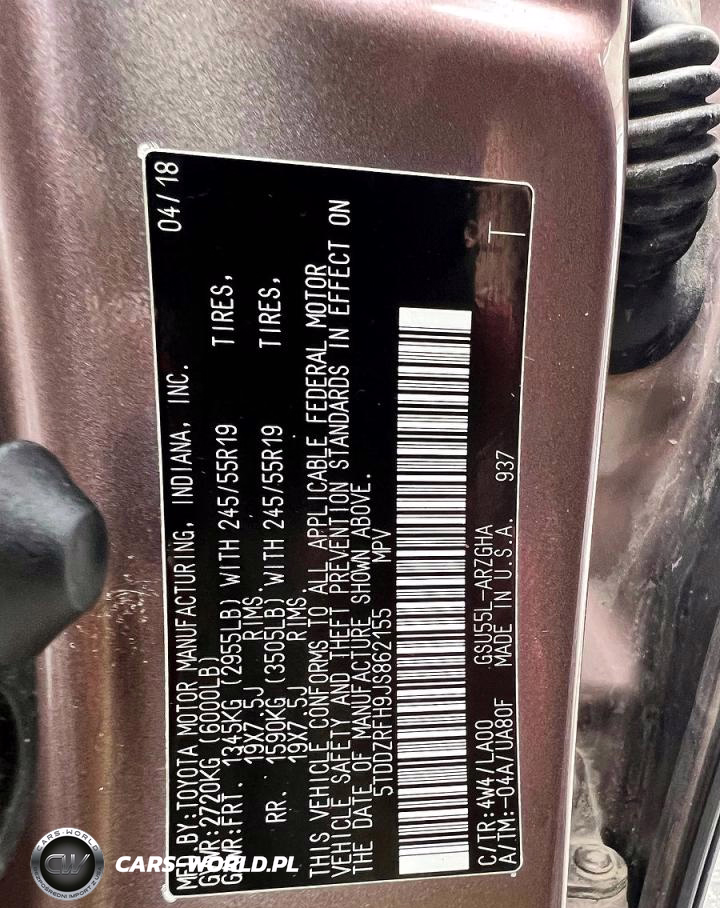 MFD. BY:TOYOTA MOTOR MANUFACTURING, INDIANA, INC. 04/18
GVWR:2720KG (6000LB)
GAWR:FRT. 1345KG (2955LB) WITH 245/55R19 TIRES,
19X7.5J RIMS.
RR. 1590KG (3505LB) WITH 245/55R19 TIRES,
19X7.5J RIMS.
THIS VEHICLE CONFORMS TO ALL APPLICABLE FEDERAL MOTOR
VEHICLE SAFETY AND THEFT PREVENTION STANDARDS IN EFFECT ON
THE DATE OF MANUFACTURE SHOWN ABOVE.
5TDDZRFH9JS862155 MPV
C/TR:4W4/LA00 GSU55L-ARZGHA
A/TM:-04A/UA80F MADE IN U.S.A. 937 T
CARS-WORLD
CW
CARS-WORLD.PL